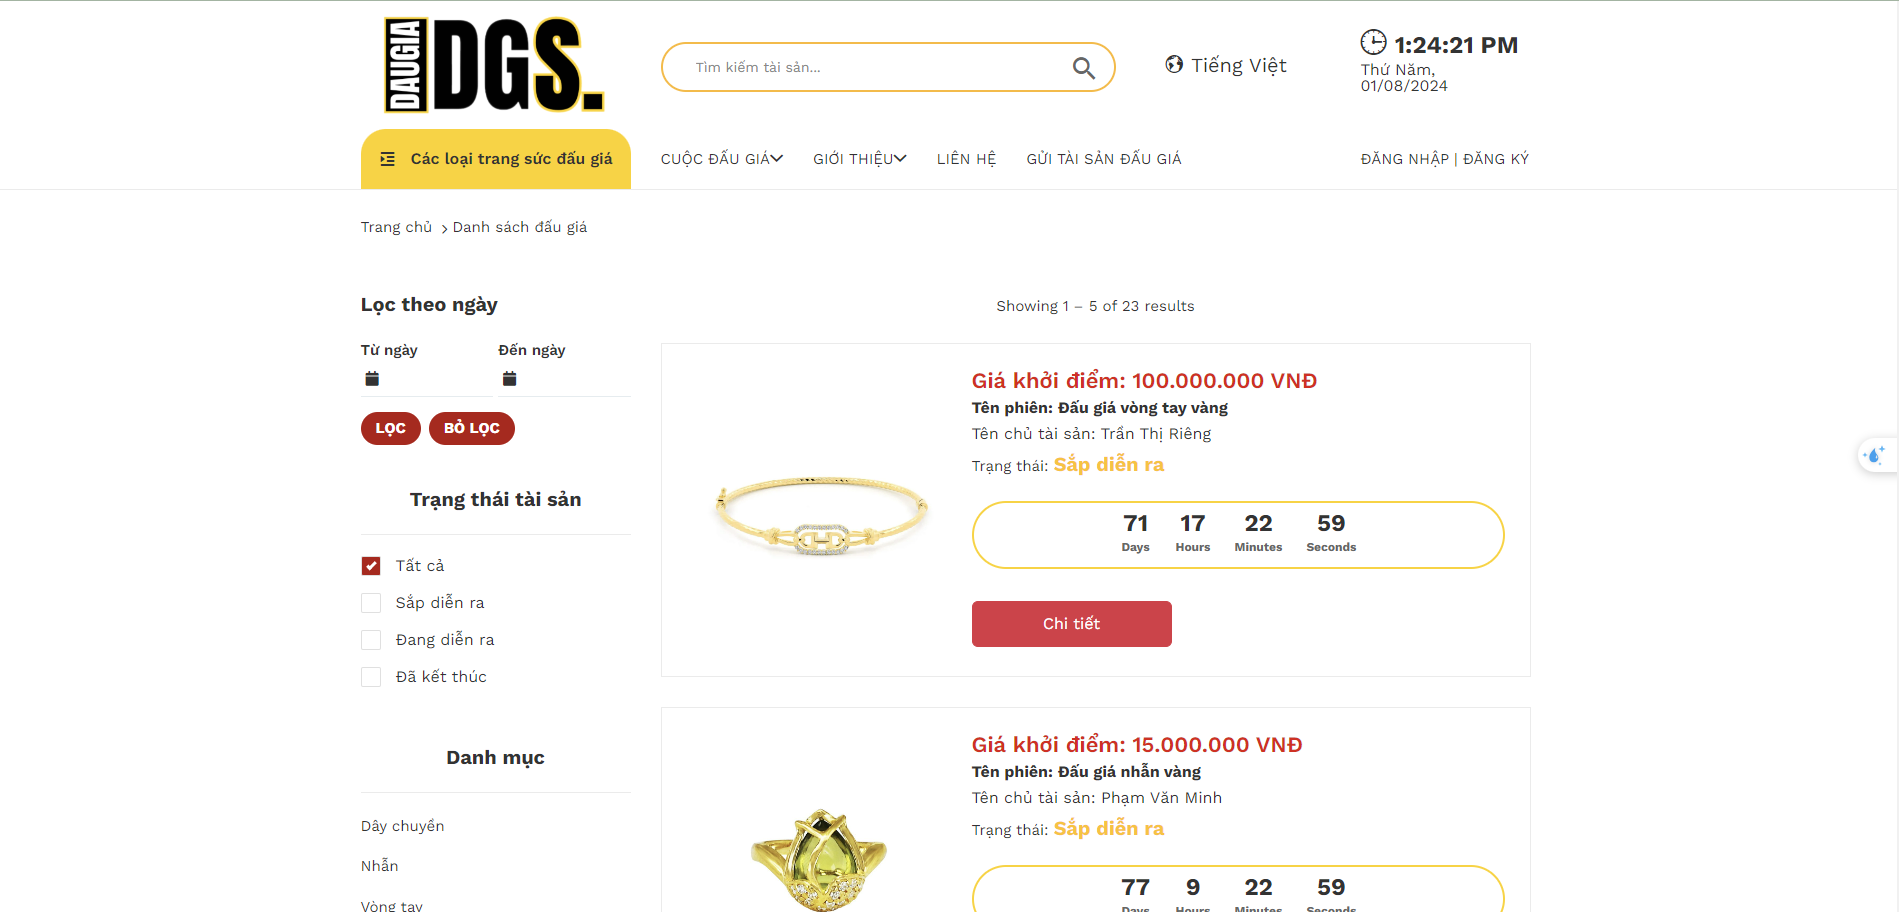 DAUGIA
DGS.
Tìm kiếm tài sản...
Tiếng Việt
1:24:21 PM
Thứ Năm,
01/08/2024
Các loại trang sức đấu giá
CUỘC ĐẤU GIÁ
GIỚI THIỆU
LIÊN HỆ
GỬI TÀI SẢN ĐẤU GIÁ
ĐĂNG NHẬP | ĐĂNG KÝ
Trang chủ > Danh sách đấu giá
Lọc theo ngày
Từ ngày
Đến ngày
LỌC
BỎ LỌC
Trạng thái tài sản
Tất cả
Sắp diễn ra
Đang diễn ra
Đã kết thúc
Danh mục
Dây chuyền
Nhẫn
Vòng tay
Showing 1 – 5 of 23 results
Giá khởi điểm: 100.000.000 VNĐ
Tên phiên: Đấu giá vòng tay vàng
Tên chủ tài sản: Trần Thị Riêng
Trạng thái: Sắp diễn ra
71 17 22 59
Days Hours Minutes Seconds
Chi tiết
Giá khởi điểm: 15.000.000 VNĐ
Tên phiên: Đấu giá nhẫn vàng
Tên chủ tài sản: Phạm Văn Minh
Trạng thái: Sắp diễn ra
77 9 22 59
Days Hours Minutes Seconds